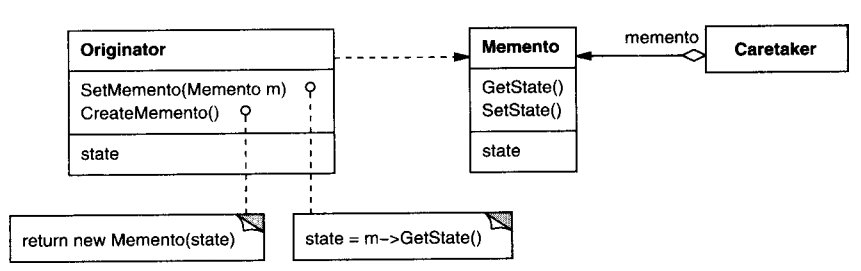 Originator
SetMemento(Memento m)
CreateMemento()
state
Memento
GetState()
SetState()
state
memento
Caretaker
return new Memento(state)
state = m->GetState()